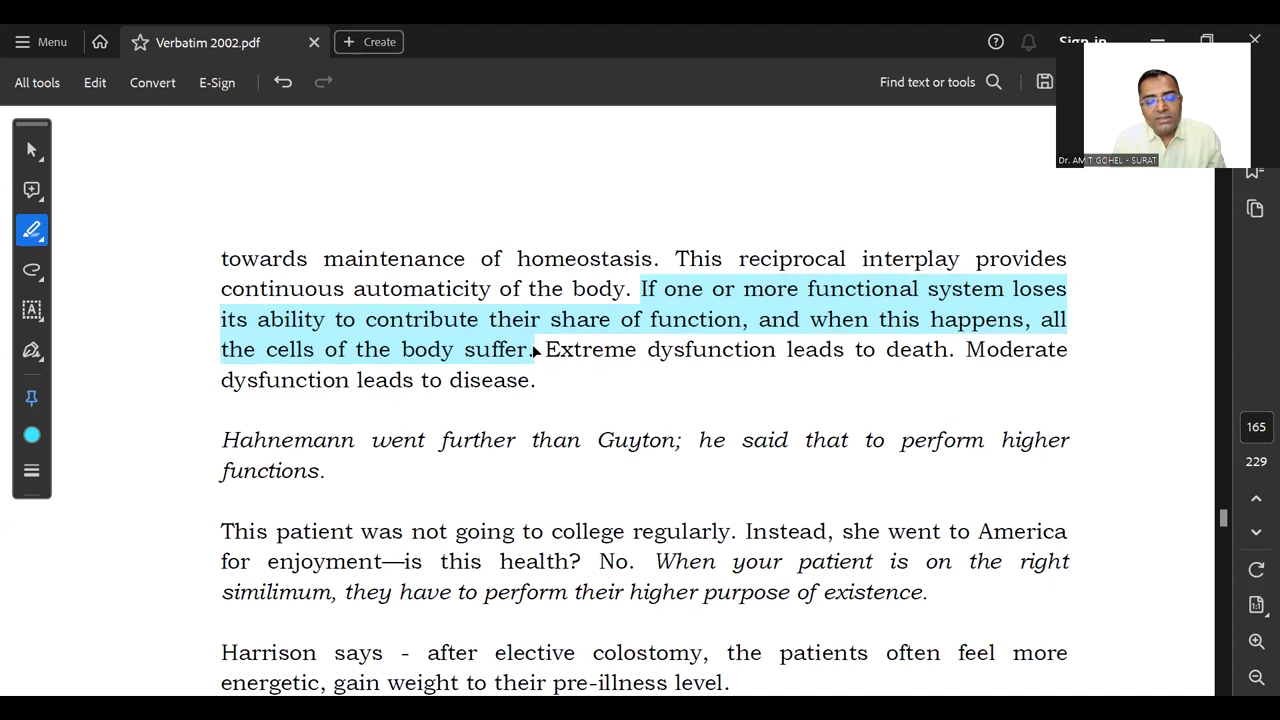 Menu
Verbatim 2002.pdf
Create
All tools
Edit
Convert
E-Sign
Find text or tools
Dr. AMIT GOHEL - SURAT
towards maintenance of homeostasis. This reciprocal interplay provides
continuous automaticity of the body. If one or more functional system loses
its ability to contribute their share of function, and when this happens, all
the cells of the body suffer. Extreme dysfunction leads to death. Moderate
dysfunction leads to disease.
Hahnemann went further than Guyton; he said that to perform higher
functions.
This patient was not going to college regularly. Instead, she went to America
for enjoyment—is this health? No. When your patient is on the right
similimum, they have to perform their higher purpose of existence.
Harrison says - after elective colostomy, the patients often feel more
energetic, gain weight to their pre-illness level.
165
229